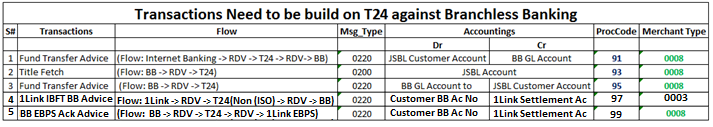 Transactions Need to be build on T24 against Branchless Banking
S# Transactions Flow Msg_Type Accountings ProcCode Merchant Type
Dr Cr
1 Fund Transfer Advice (Flow: Internet Banking -> RDV -> T24 -> RDV-> BB) 0220 JSBL Customer Account BB GL Account 91 0008
2 Title Fetch (Flow: BB -> RDV -> T24) 0200 JSBL Account 93 0008
3 Fund Transfer Advice (Flow: BB -> RDV -> T24) 0220 BB GL Account to JSBL Customer Account 95 0008
4 1Link IBFT BB Advice Flow: 1Link -> RDV -> T24(Non (ISO) -> RDV -> BB) 0220 Customer BB Ac No 1Link Settlement Ac 97 0003
5 BB EBPS Ack Advice (Flow: BB -> RDV -> T24 -> RDV -> 1Link EBPS) 0220 Customer BB Ac No 1Link Settlement Ac 99 0008